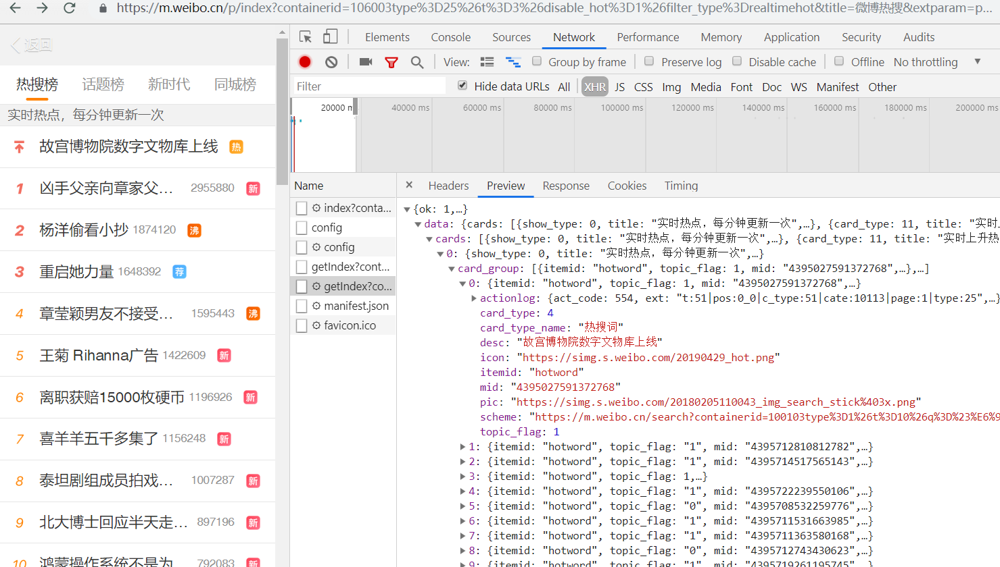 https://m.weibo.cn/p/index?containerid=106003type%3D25%26t%3D3%26disable_hot%3D1%26filter_type%3Drealtimehot&title=微博热搜&extparam=p...
返回
热搜榜 话题榜 新时代 同城榜
实时热点，每分钟更新一次
故宫博物院数字文物库上线 热
1 凶手父亲向章家父… 2955880 新
2 杨洋偷看小抄 1874120 沸
3 重启她力量 1648392 荐
4 章莹颖男友不接受… 1595443 沸
5 王菊 Rihanna广告 1422609 新
6 离职获赔15000枚硬币 1196926 新
7 喜羊羊五千多集了 1156248 新
8 泰坦剧组成员拍戏… 1007287 新
9 北大博士回应半天走… 897196 新
10 鸿蒙操作系统不是为 792083 新
Elements Console Sources Network Performance Memory Application Security Audits
View: Group by frame Preserve log Disable cache Offline No throttling
Filter Hide data URLs All XHR JS CSS Img Media Font Doc WS Manifest Other
20000 m 40000 ms 60000 ms 80000 ms 100000 ms 120000 ms 140000 ms 160000 ms 180000 ms 200000 ms
Name
index?conta...
config
config
getIndex?cont...
getIndex?co...
manifest.json
favicon.ico
× Headers Preview Response Cookies Timing
{ok: 1,…}
data: {cards: [{show_type: 0, title: "实时热点，每分钟更新一次",…}, {card_type: 11, title: "实时
cards: [{show_type: 0, title: "实时热点，每分钟更新一次",…}, {card_type: 11, title: "实时上升热
0: {show_type: 0, title: "实时热点，每分钟更新一次",…}
card_group: [{itemid: "hotword", topic_flag: 1, mid: "4395027591372768",…},…]
0: {itemid: "hotword", topic_flag: 1, mid: "4395027591372768",…}
actionlog: {act_code: 554, ext: "t:51|pos:0_0|c_type:51|cate:10113|page:1|type:25",…}
card_type: 4
card_type_name: "热搜词"
desc: "故宫博物院数字文物库上线"
icon: "https://simg.s.weibo.com/20190429_hot.png"
itemid: "hotword"
mid: "4395027591372768"
pic: "https://simg.s.weibo.com/20180205110043_img_search_stick%403x.png"
scheme: "https://m.weibo.cn/search?containerid=100103type%3D1%26t%3D10%26q%3D%23%E6%9
topic_flag: 1
1: {itemid: "hotword", topic_flag: "1", mid: "4395712810812782",…}
2: {itemid: "hotword", topic_flag: "1", mid: "4395714517565143",…}
3: {itemid: "hotword", topic_flag: 1,…}
4: {itemid: "hotword", topic_flag: "1", mid: "4395722239550106",…}
5: {itemid: "hotword", topic_flag: "0", mid: "4395708532259776",…}
6: {itemid: "hotword", topic_flag: "1", mid: "4395711531663985",…}
7: {itemid: "hotword", topic_flag: "1", mid: "4395711363580168",…}
8: {itemid: "hotword", topic_flag: "0", mid: "4395712743430623",…}
9: {itemid: "hotword", topic_flag: "1", mid: "4395719261195745",…}